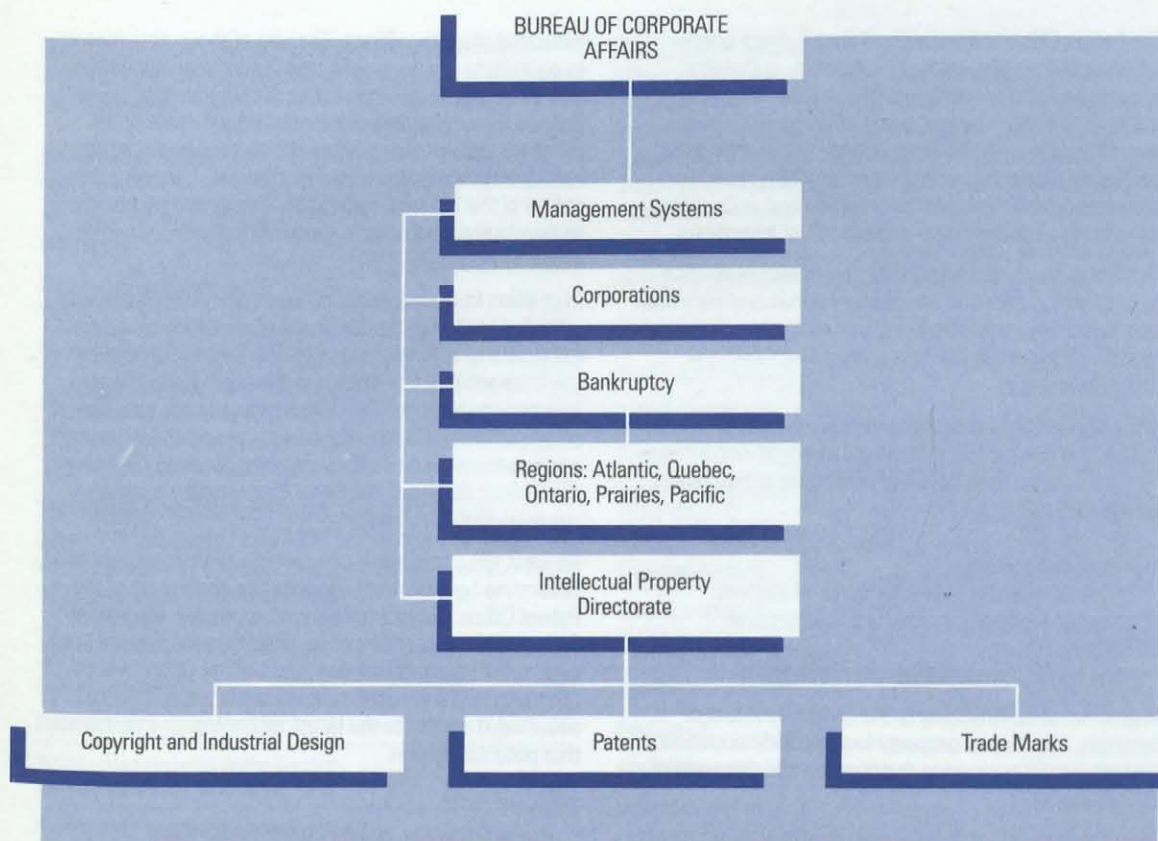 BUREAU OF CORPORATE
AFFAIRS
Management Systems
Corporations
Bankruptcy
Regions: Atlantic, Quebec,
Ontario, Prairies, Pacific
Intellectual Property
Directorate
Copyright and Industrial Design
Patents
Trade Marks